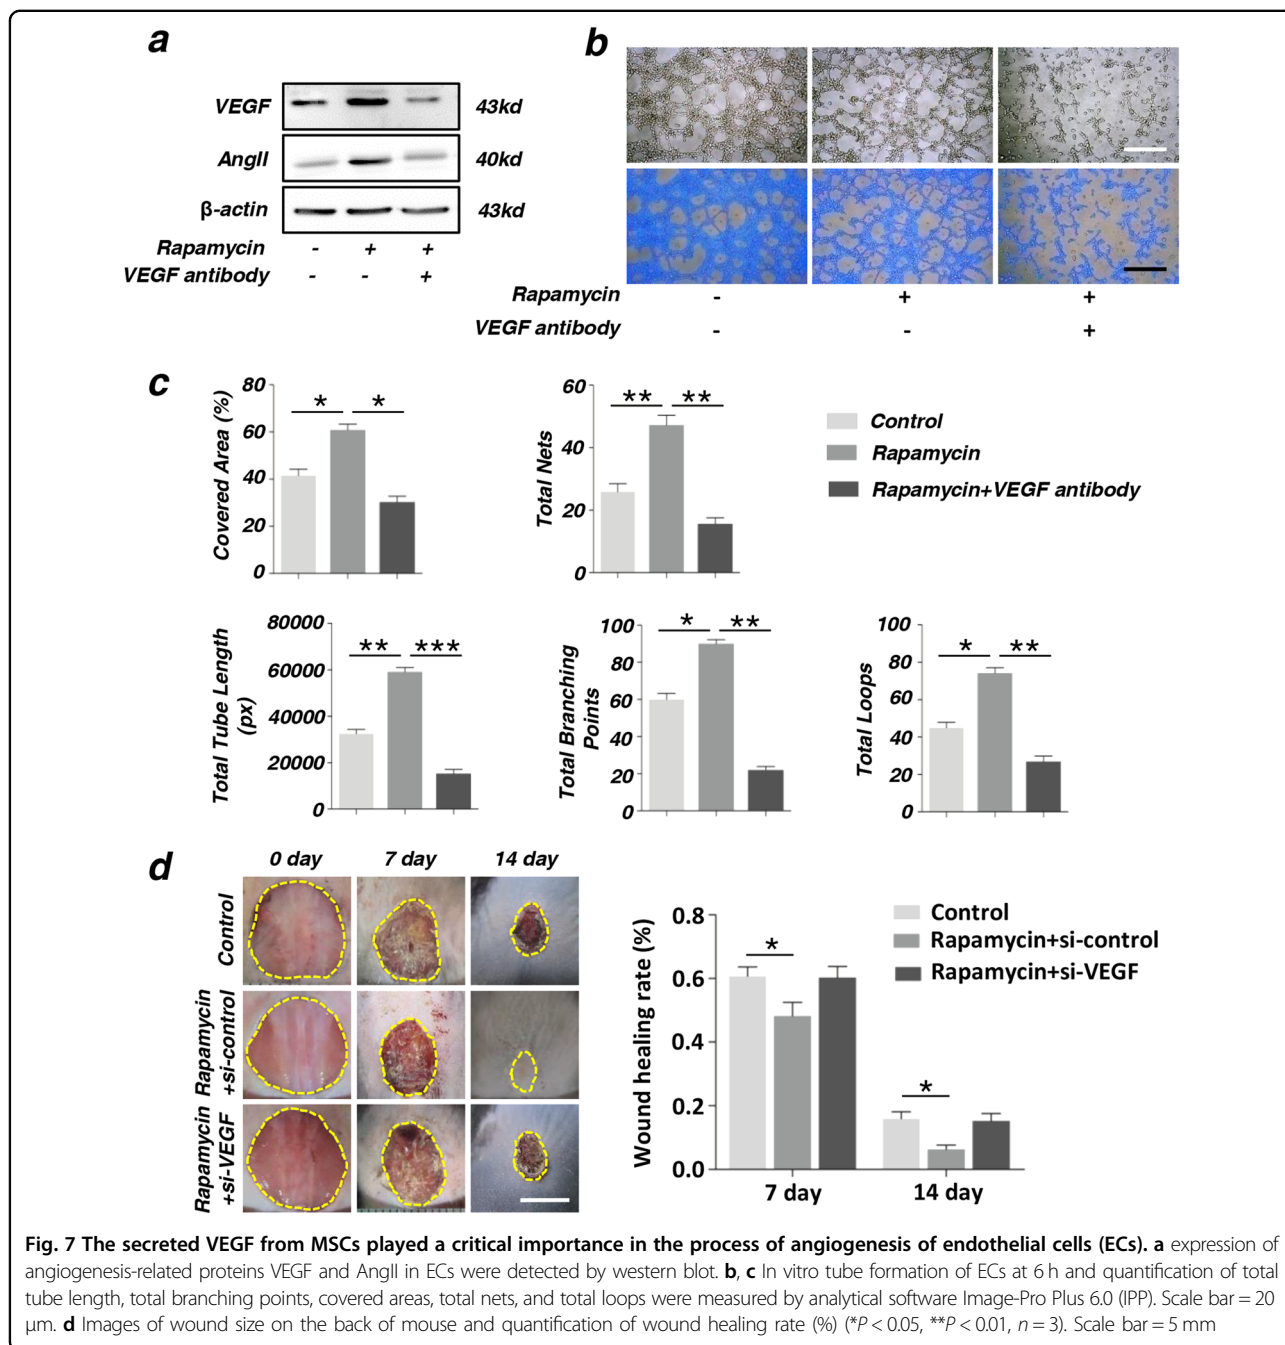 a
VEGF 43kd
AngII 40kd
β-actin 43kd
Rapamycin - + +
VEGF antibody - - +
b
Rapamycin - + +
VEGF antibody - - +
c
Covered Area (%)
80
60
40
20
0
* *
Total Nets
60
40
20
0
** **
Control
Rapamycin
Rapamycin+VEGF antibody
Total Tube Length
(px)
80000
60000
40000
20000
0
** ***
Total Branching
Points
100
80
60
40
20
0
* **
Total Loops
100
80
60
40
20
0
* **
d
0 day 7 day 14 day
Control
Rapamycin
+si-control
Rapamycin
+si-VEGF
Wound healing rate (%)
0.8
0.6
0.4
0.2
0.0
*
*
7 day 14 day
Control
Rapamycin+si-control
Rapamycin+si-VEGF
Fig. 7 The secreted VEGF from MSCs played a critical importance in the process of angiogenesis of endothelial cells (ECs). a expression of
angiogenesis-related proteins VEGF and AngII in ECs were detected by western blot. b, c In vitro tube formation of ECs at 6 h and quantification of total
tube length, total branching points, covered areas, total nets, and total loops were measured by analytical software Image-Pro Plus 6.0 (IPP). Scale bar = 20
μm. d Images of wound size on the back of mouse and quantification of wound healing rate (%) (*P < 0.05, **P < 0.01, n = 3). Scale bar = 5 mm